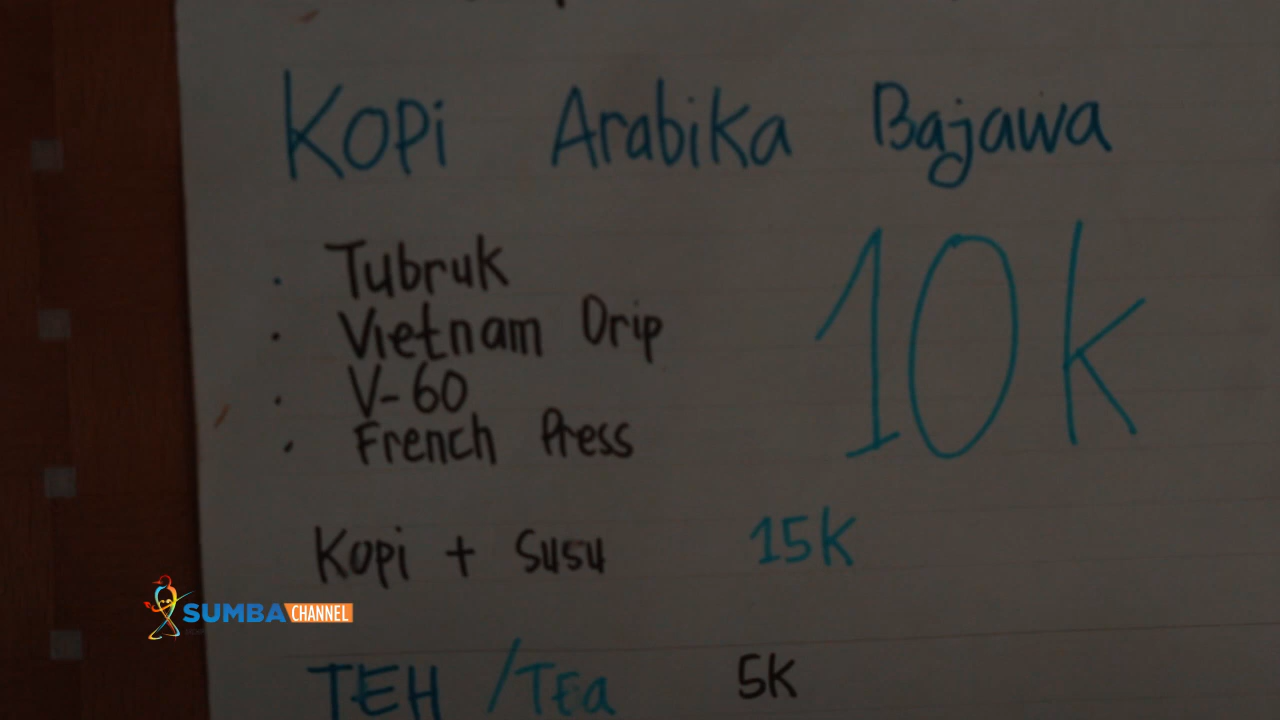 Kopi Arabika Bajawa
• Tubruk
• Vietnam Drip
• V-60
• French Press
10k
Kopi + Susu 15K
SUMBA CHANNEL
TEH / TEa 5K